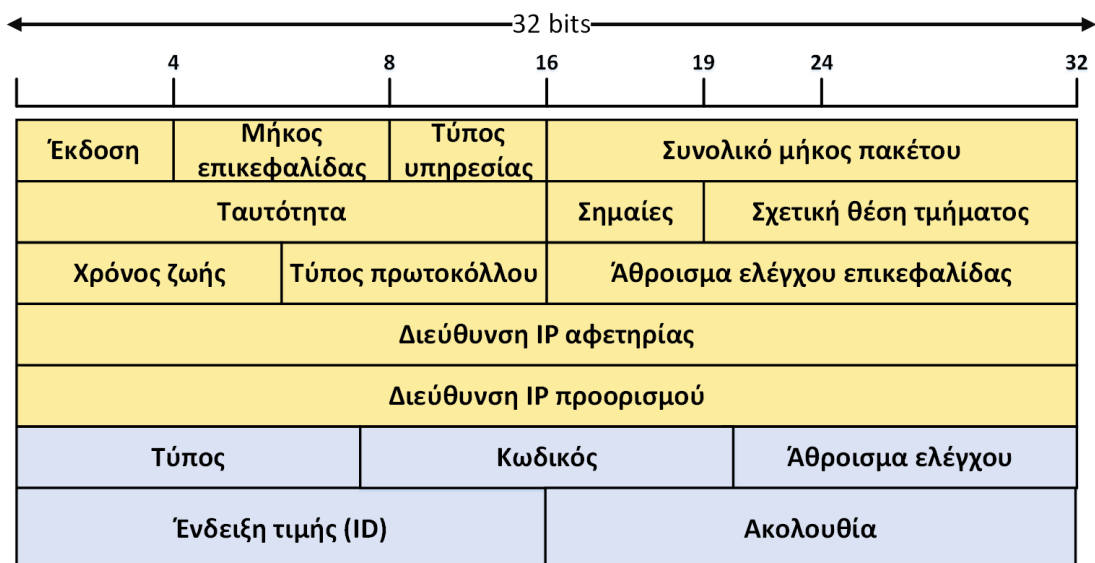 32 bits
4 8 16 19 24 32
Έκδοση Μήκος επικεφαλίδας Τύπος υπηρεσίας Συνολικό μήκος πακέτου
Ταυτότητα Σημαίες Σχετική θέση τμήματος
Χρόνος ζωής Τύπος πρωτοκόλλου Άθροισμα ελέγχου επικεφαλίδας
Διεύθυνση IP αφετηρίας
Διεύθυνση IP προορισμού
Τύπος Κωδικός Άθροισμα ελέγχου
Ένδειξη τιμής (ID) Ακολουθία